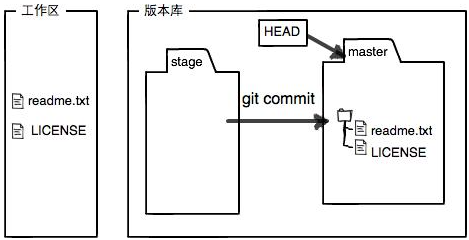 工作区
readme.txt
LICENSE
版本库
stage
git commit
HEAD
master
readme.txt
LICENSE